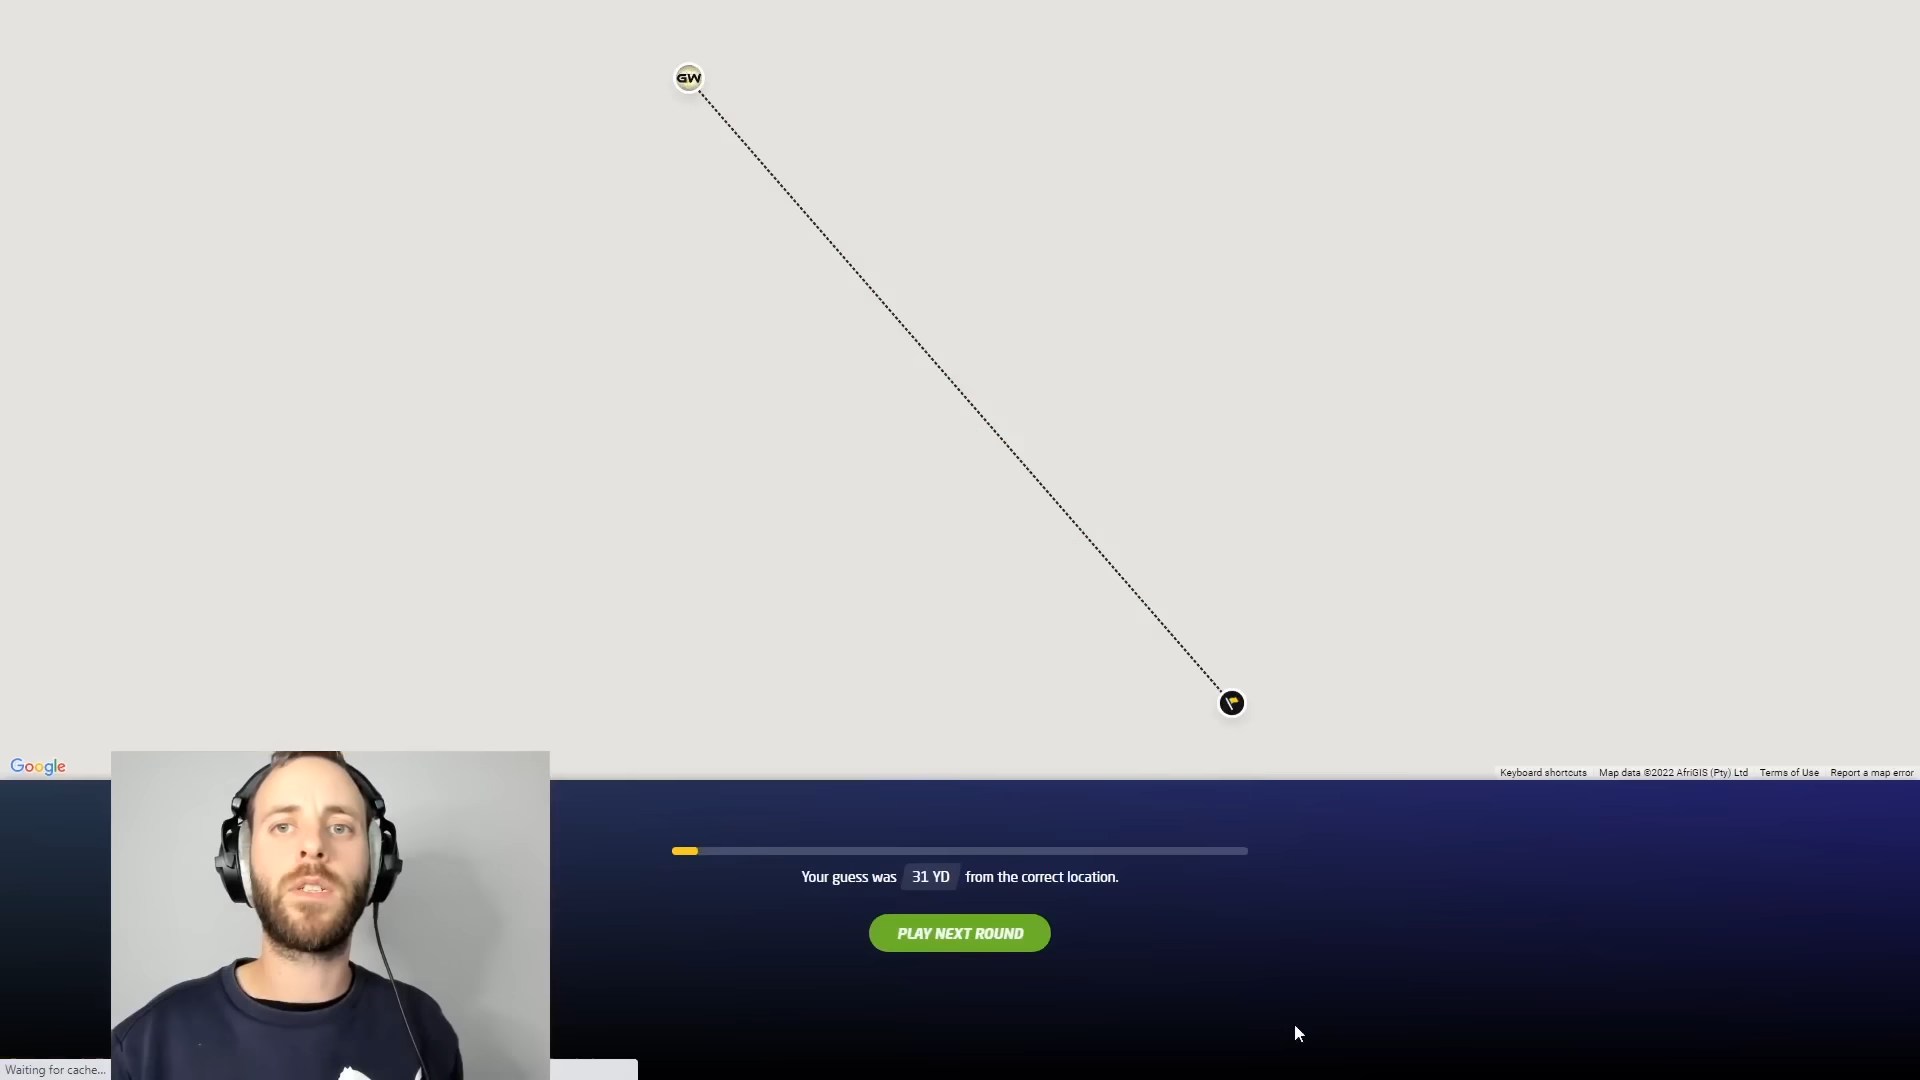 GW
Google
Keyboard shortcuts Map data ©2022 AfriGIS (Pty) Ltd Terms of Use Report a map error
Your guess was 31 YD from the correct location.
PLAY NEXT ROUND
Waiting for cache...